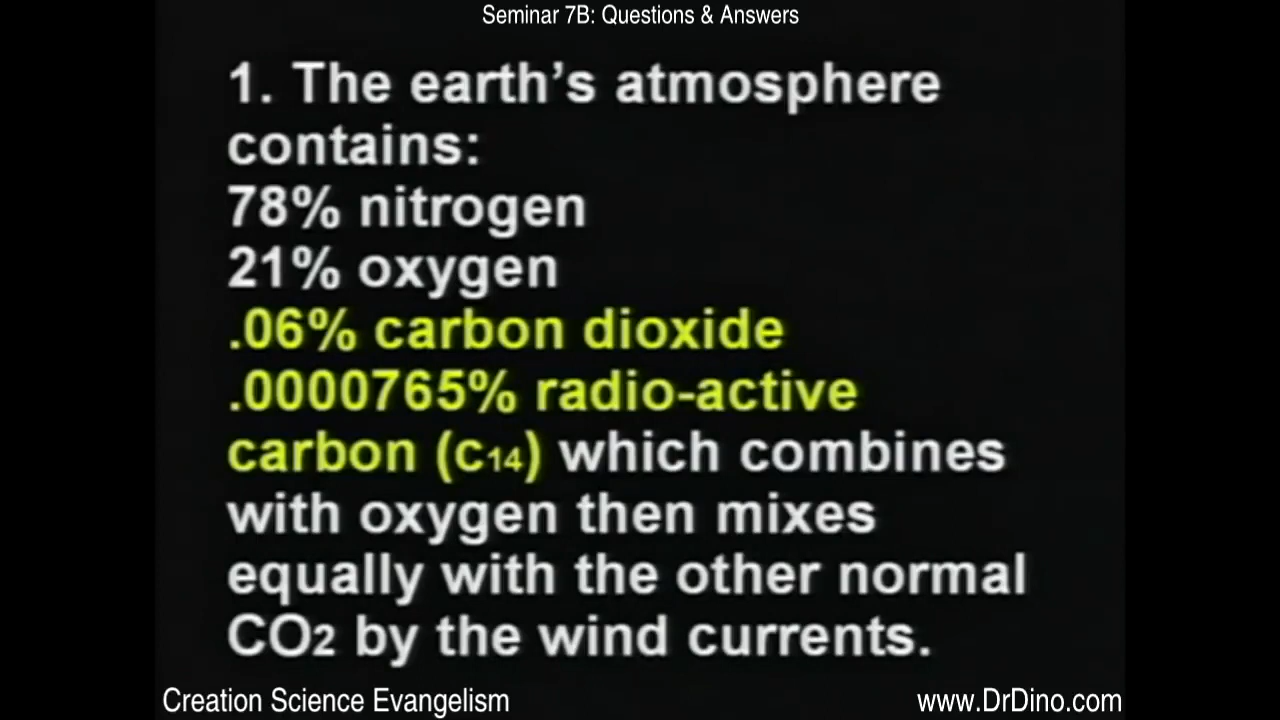 Seminar 7B: Questions & Answers
1. The earth's atmosphere
contains:
78% nitrogen
21% oxygen
.06% carbon dioxide
.0000765% radio-active
carbon (c14) which combines
with oxygen then mixes
equally with the other normal
CO2 by the wind currents.
Creation Science Evangelism
www.DrDino.com